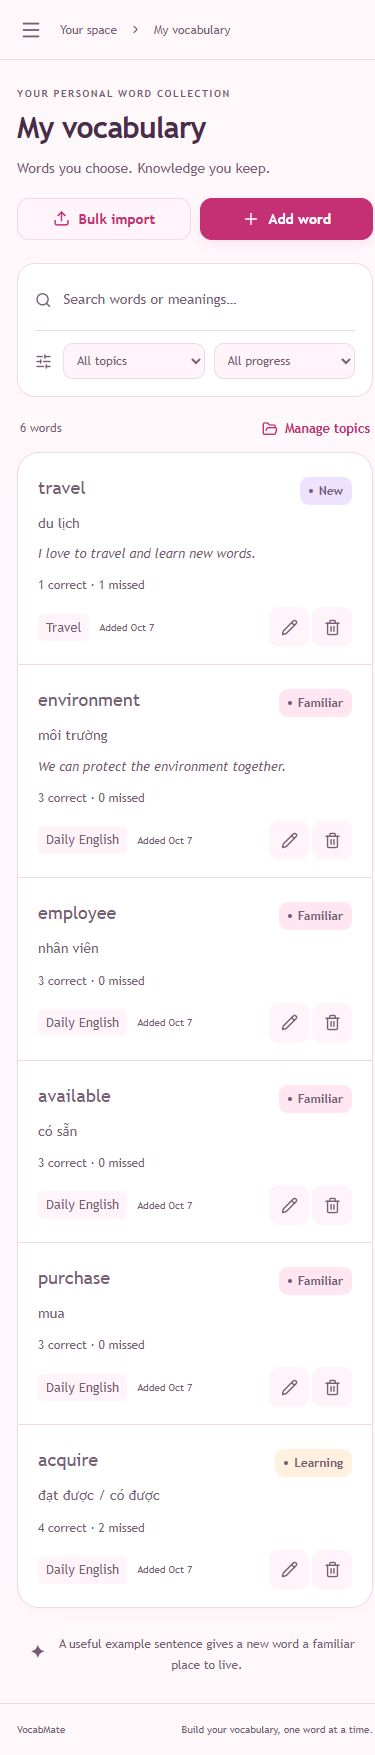 Your space > My vocabulary
YOUR PERSONAL WORD COLLECTION
My vocabulary
Words you choose. Knowledge you keep.
Bulk import
Add word
Search words or meanings...
All topics
All progress
6 words
Manage topics
travel
• New
du lịch
I love to travel and learn new words.
1 correct · 1 missed
Travel
Added Oct 7
environment
• Familiar
môi trường
We can protect the environment together.
3 correct · 0 missed
Daily English
Added Oct 7
employee
• Familiar
nhân viên
3 correct · 0 missed
Daily English
Added Oct 7
available
• Familiar
có sẵn
3 correct · 0 missed
Daily English
Added Oct 7
purchase
• Familiar
mua
3 correct · 0 missed
Daily English
Added Oct 7
acquire
• Learning
đạt được / có được
4 correct · 2 missed
Daily English
Added Oct 7
A useful example sentence gives a new word a familiar
place to live.
VocabMate
Build your vocabulary, one word at a time.